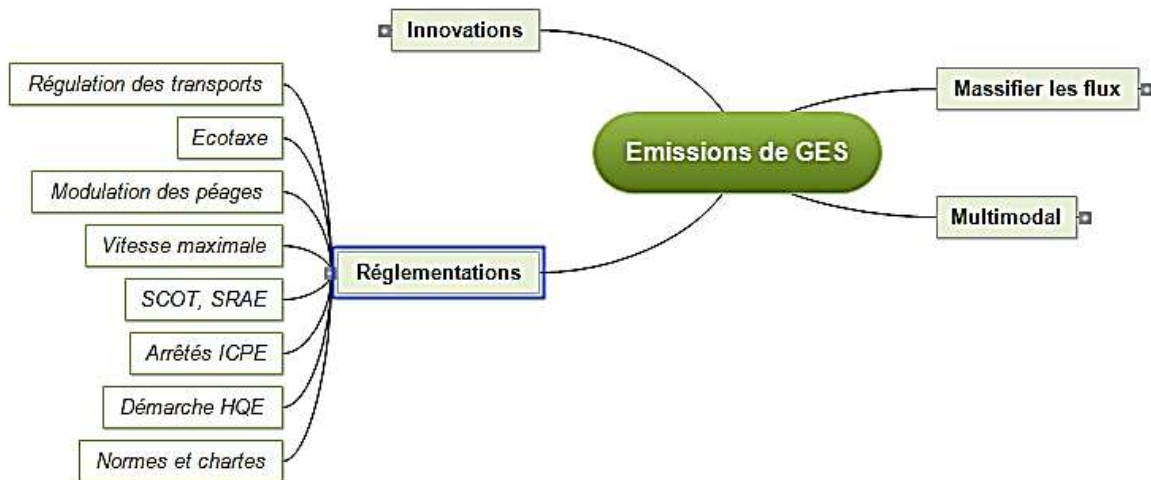 Innovations
Régulation des transports
Massifier les flux
Ecotaxe
Emissions de GES
Modulation des péages
Multimodal
Vitesse maximale
Réglementations
SCOT, SRAE
Arrêtés ICPE
Démarche HQE
Normes et chartes